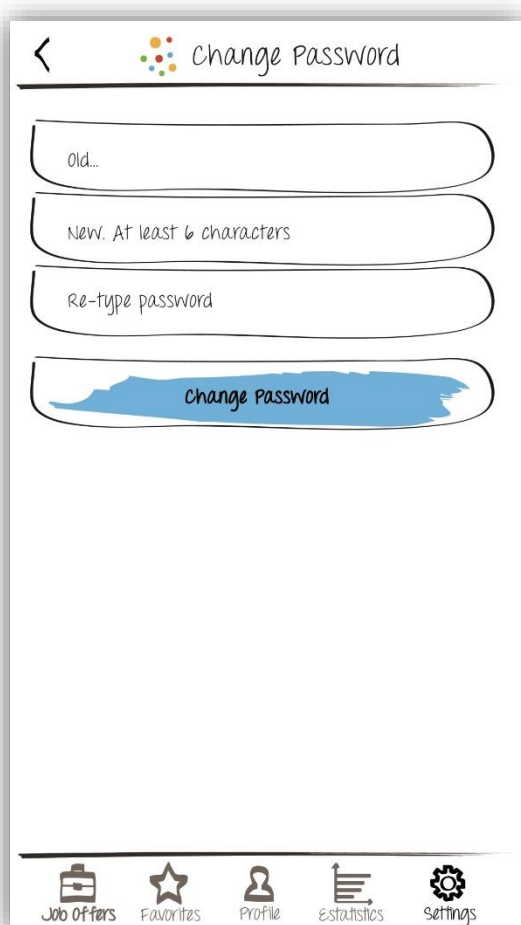 Change Password
Old...
New. At least 6 characters
Re-type password
Change Password
Job Offers Favorites Profile Estatistics Settings